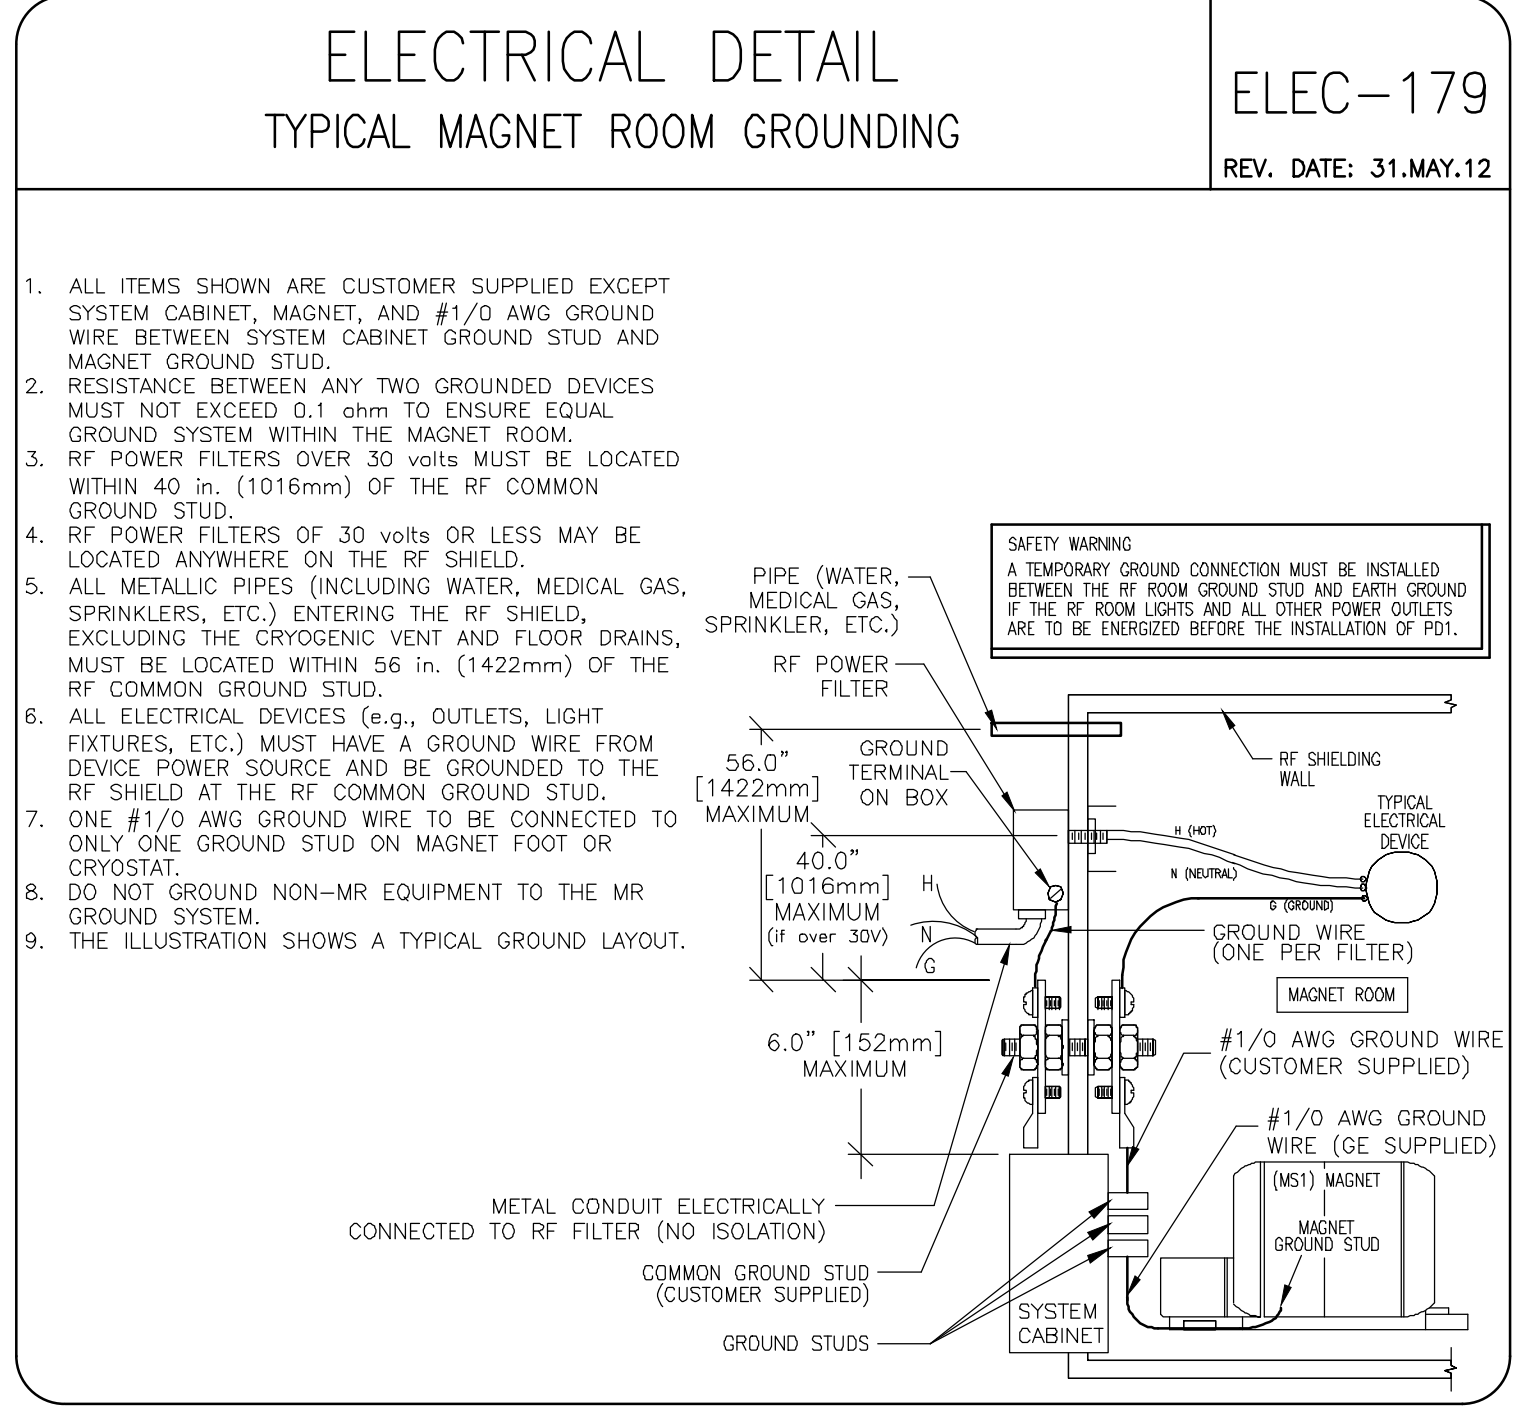 ELECTRICAL DETAIL
TYPICAL MAGNET ROOM GROUNDING
ELEC-179
REV. DATE: 31.MAY.12
1. ALL ITEMS SHOWN ARE CUSTOMER SUPPLIED EXCEPT
SYSTEM CABINET, MAGNET, AND #1/0 AWG GROUND
WIRE BETWEEN SYSTEM CABINET GROUND STUD AND
MAGNET GROUND STUD.
2. RESISTANCE BETWEEN ANY TWO GROUNDED DEVICES
MUST NOT EXCEED 0.1 ohm TO ENSURE EQUAL
GROUND SYSTEM WITHIN THE MAGNET ROOM.
3. RF POWER FILTERS OVER 30 volts MUST BE LOCATED
WITHIN 40 in. (1016mm) OF THE RF COMMON
GROUND STUD.
4. RF POWER FILTERS OF 30 volts OR LESS MAY BE
LOCATED ANYWHERE ON THE RF SHIELD.
5. ALL METALLIC PIPES (INCLUDING WATER, MEDICAL GAS,
SPRINKLERS, ETC.) ENTERING THE RF SHIELD,
EXCLUDING THE CRYOGENIC VENT AND FLOOR DRAINS,
MUST BE LOCATED WITHIN 56 in. (1422mm) OF THE
RF COMMON GROUND STUD.
6. ALL ELECTRICAL DEVICES (e.g., OUTLETS, LIGHT
FIXTURES, ETC.) MUST HAVE A GROUND WIRE FROM
DEVICE POWER SOURCE AND BE GROUNDED TO THE
RF SHIELD AT THE RF COMMON GROUND STUD.
7. ONE #1/0 AWG GROUND WIRE TO BE CONNECTED TO
ONLY ONE GROUND STUD ON MAGNET FOOT OR
CRYOSTAT.
8. DO NOT GROUND NON-MR EQUIPMENT TO THE MR
GROUND SYSTEM.
9. THE ILLUSTRATION SHOWS A TYPICAL GROUND LAYOUT.
SAFETY WARNING
A TEMPORARY GROUND CONNECTION MUST BE INSTALLED
BETWEEN THE RF ROOM GROUND STUD AND EARTH GROUND
IF THE RF ROOM LIGHTS AND ALL OTHER POWER OUTLETS
ARE TO BE ENERGIZED BEFORE THE INSTALLATION OF PD1.
PIPE (WATER,
MEDICAL GAS,
SPRINKLER, ETC.)
RF POWER
FILTER
GROUND
TERMINAL
ON BOX
56.0"
[1422mm]
MAXIMUM
40.0"
[1016mm]
MAXIMUM
(if over 30V)
H
N
G
6.0" [152mm]
MAXIMUM
RF SHIELDING
WALL
TYPICAL
ELECTRICAL
DEVICE
H (HOT)
N (NEUTRAL)
G (GROUND)
GROUND WIRE
(ONE PER FILTER)
MAGNET ROOM
#1/0 AWG GROUND WIRE
(CUSTOMER SUPPLIED)
#1/0 AWG GROUND
WIRE (GE SUPPLIED)
(MS1) MAGNET
MAGNET
GROUND STUD
METAL CONDUIT ELECTRICALLY
CONNECTED TO RF FILTER (NO ISOLATION)
COMMON GROUND STUD
(CUSTOMER SUPPLIED)
GROUND STUDS
SYSTEM
CABINET